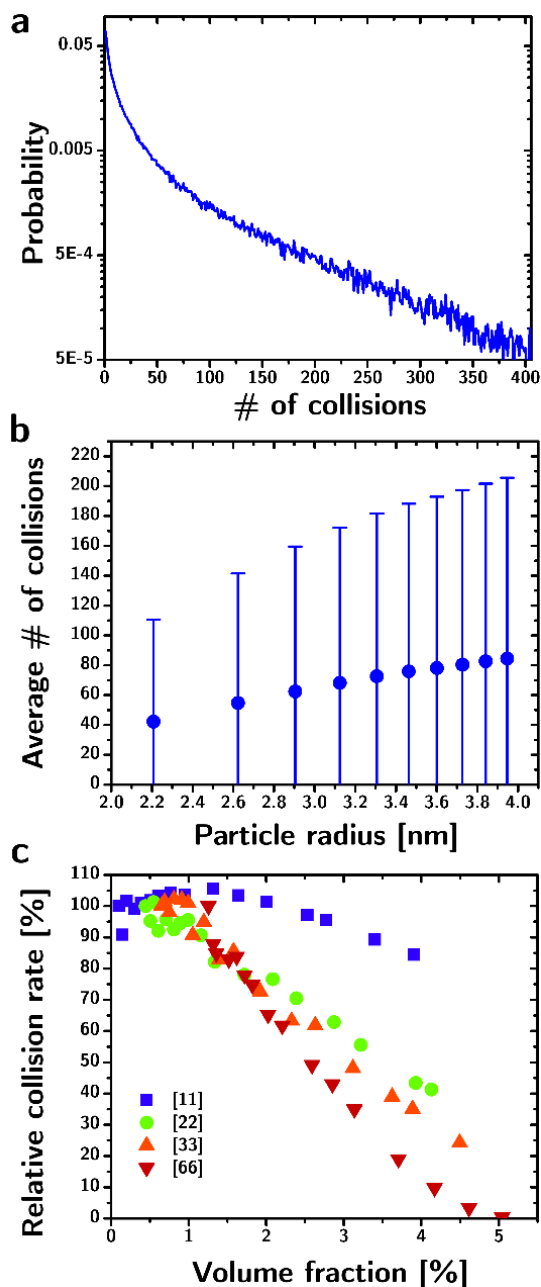 a
0.05
0.005
5E-4
5E-5
Probability
0 50 100 150 200 250 300 350 400
# of collisions
b
220
200
180
160
140
120
100
80
60
40
20
0
Average # of collisions
2.0 2.2 2.4 2.6 2.8 3.0 3.2 3.4 3.6 3.8 4.0
Particle radius [nm]
c
110
100
90
80
70
60
50
40
30
20
10
0
Relative collision rate [%]
[11]
[22]
[33]
[66]
0 1 2 3 4 5
Volume fraction [%]